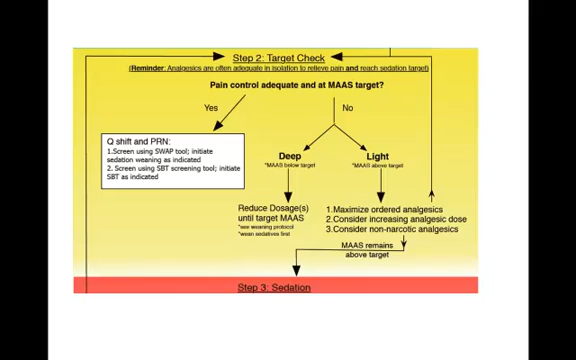 Step 2: Target Check
(Reminder: Analgesics are often adequate in isolation to relieve pain and reach sedation target)
Pain control adequate and at MAAS target?
Yes
No
Q shift and PRN:
1.Screen using SWAP tool; initiate
sedation weaning as indicated
2. Screen using SBT screening tool; initiate
SBT as indicated
Deep
*MAAS below target
Light
*MAAS above target
Reduce Dosage(s)
until target MAAS
*see weaning protocol
*wean sedatives first
1.Maximize ordered analgesics
2.Consider increasing analgesic dose
3.Consider non-narcotic analgesics
MAAS remains
above target
Step 3: Sedation